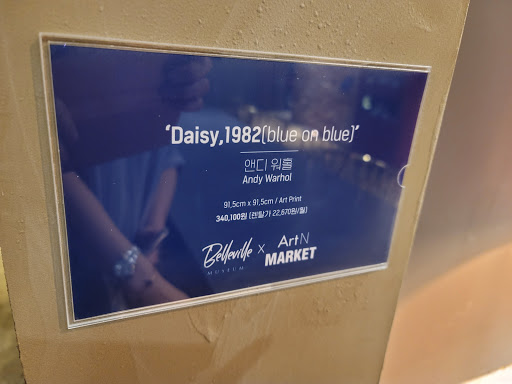 'Daisy,1982(blue on blue)'
앤디 워홀
Andy Warhol
91,5cm x 91,5cm / Art Print
340,100원 (렌탈가 22,670원/월)
Belleville
MUSEUM
x
Art N
MARKET